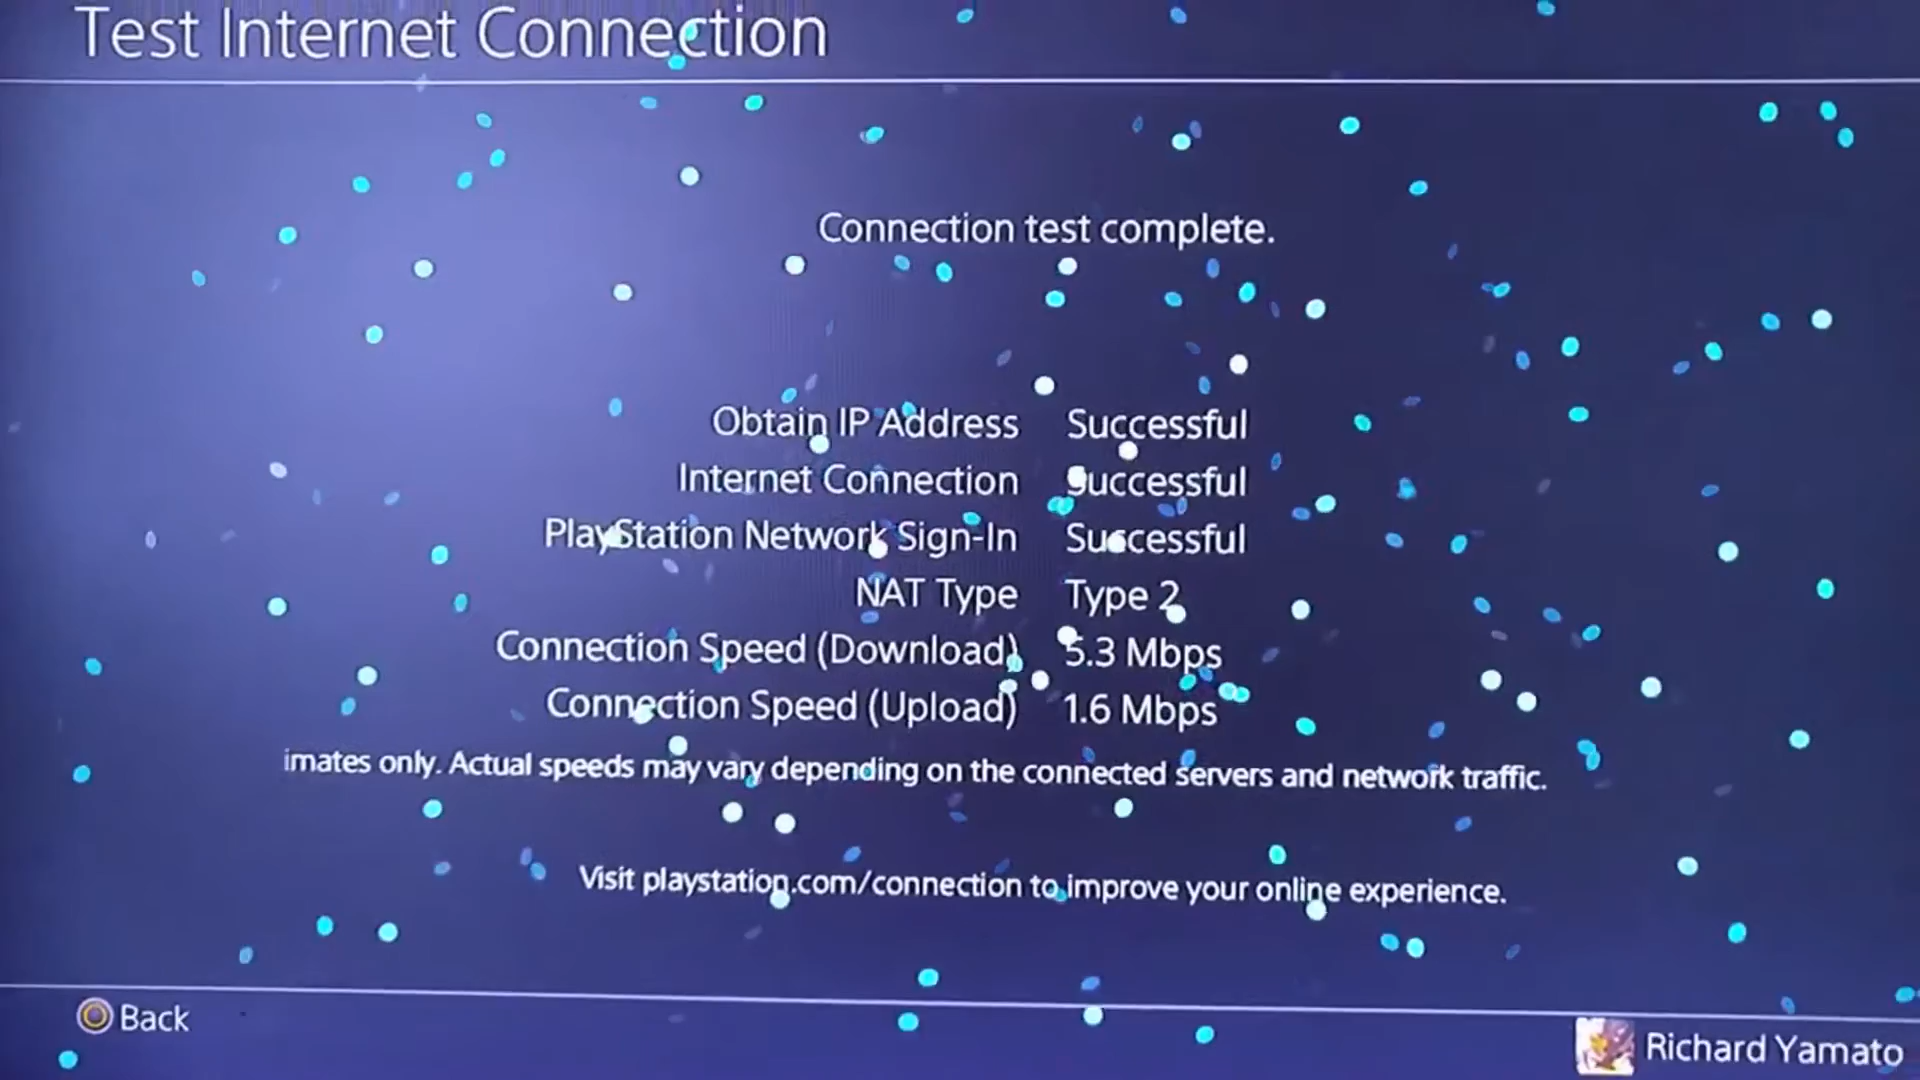 Test Internet Connection
Connection test complete.
Obtain IP Address Successful
Internet Connection Successful
PlayStation Network Sign-In Successful
NAT Type Type 2
Connection Speed (Download) 5.3 Mbps
Connection Speed (Upload) 1.6 Mbps
imates only. Actual speeds may vary depending on the connected servers and network traffic.
Visit playstation.com/connection to improve your online experience.
Back
Richard Yamato